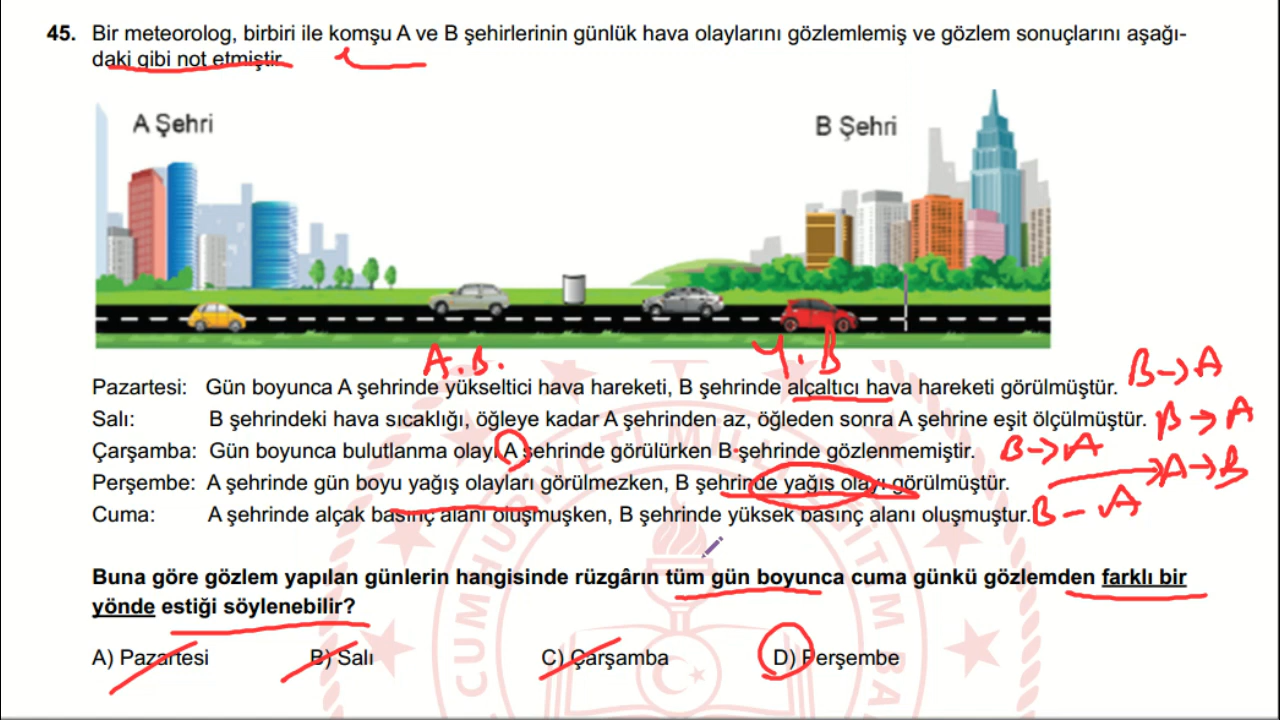 45. Bir meteorolog, birbiri ile komşu A ve B şehirlerinin günlük hava olaylarını gözlemlemiş ve gözlem sonuçlarını aşağı-
daki gibi not etmiştir.
A Şehri
B Şehri
A.B.
Y.B
Pazartesi: Gün boyunca A şehrinde yükseltici hava hareketi, B şehrinde alçaltıcı hava hareketi görülmüştür. B→A
Salı: B şehrindeki hava sıcaklığı, öğleye kadar A şehrinden az, öğleden sonra A şehrine eşit ölçülmüştür. B→A
Çarşamba: Gün boyunca bulutlanma olayı A şehrinde görülürken B şehrinde gözlenmemiştir. B→A
Perşembe: A şehrinde gün boyu yağış olayları görülmezken, B şehrinde yağış olayı görülmüştür. A→B
Cuma: A şehrinde alçak basınç alanı oluşmuşken, B şehrinde yüksek basınç alanı oluşmuştur. B→A
Buna göre gözlem yapılan günlerin hangisinde rüzgârın tüm gün boyunca cuma günkü gözlemden farklı bir
yönde estiği söylenebilir?
A) Pazartesi B) Salı C) Çarşamba D) Perşembe